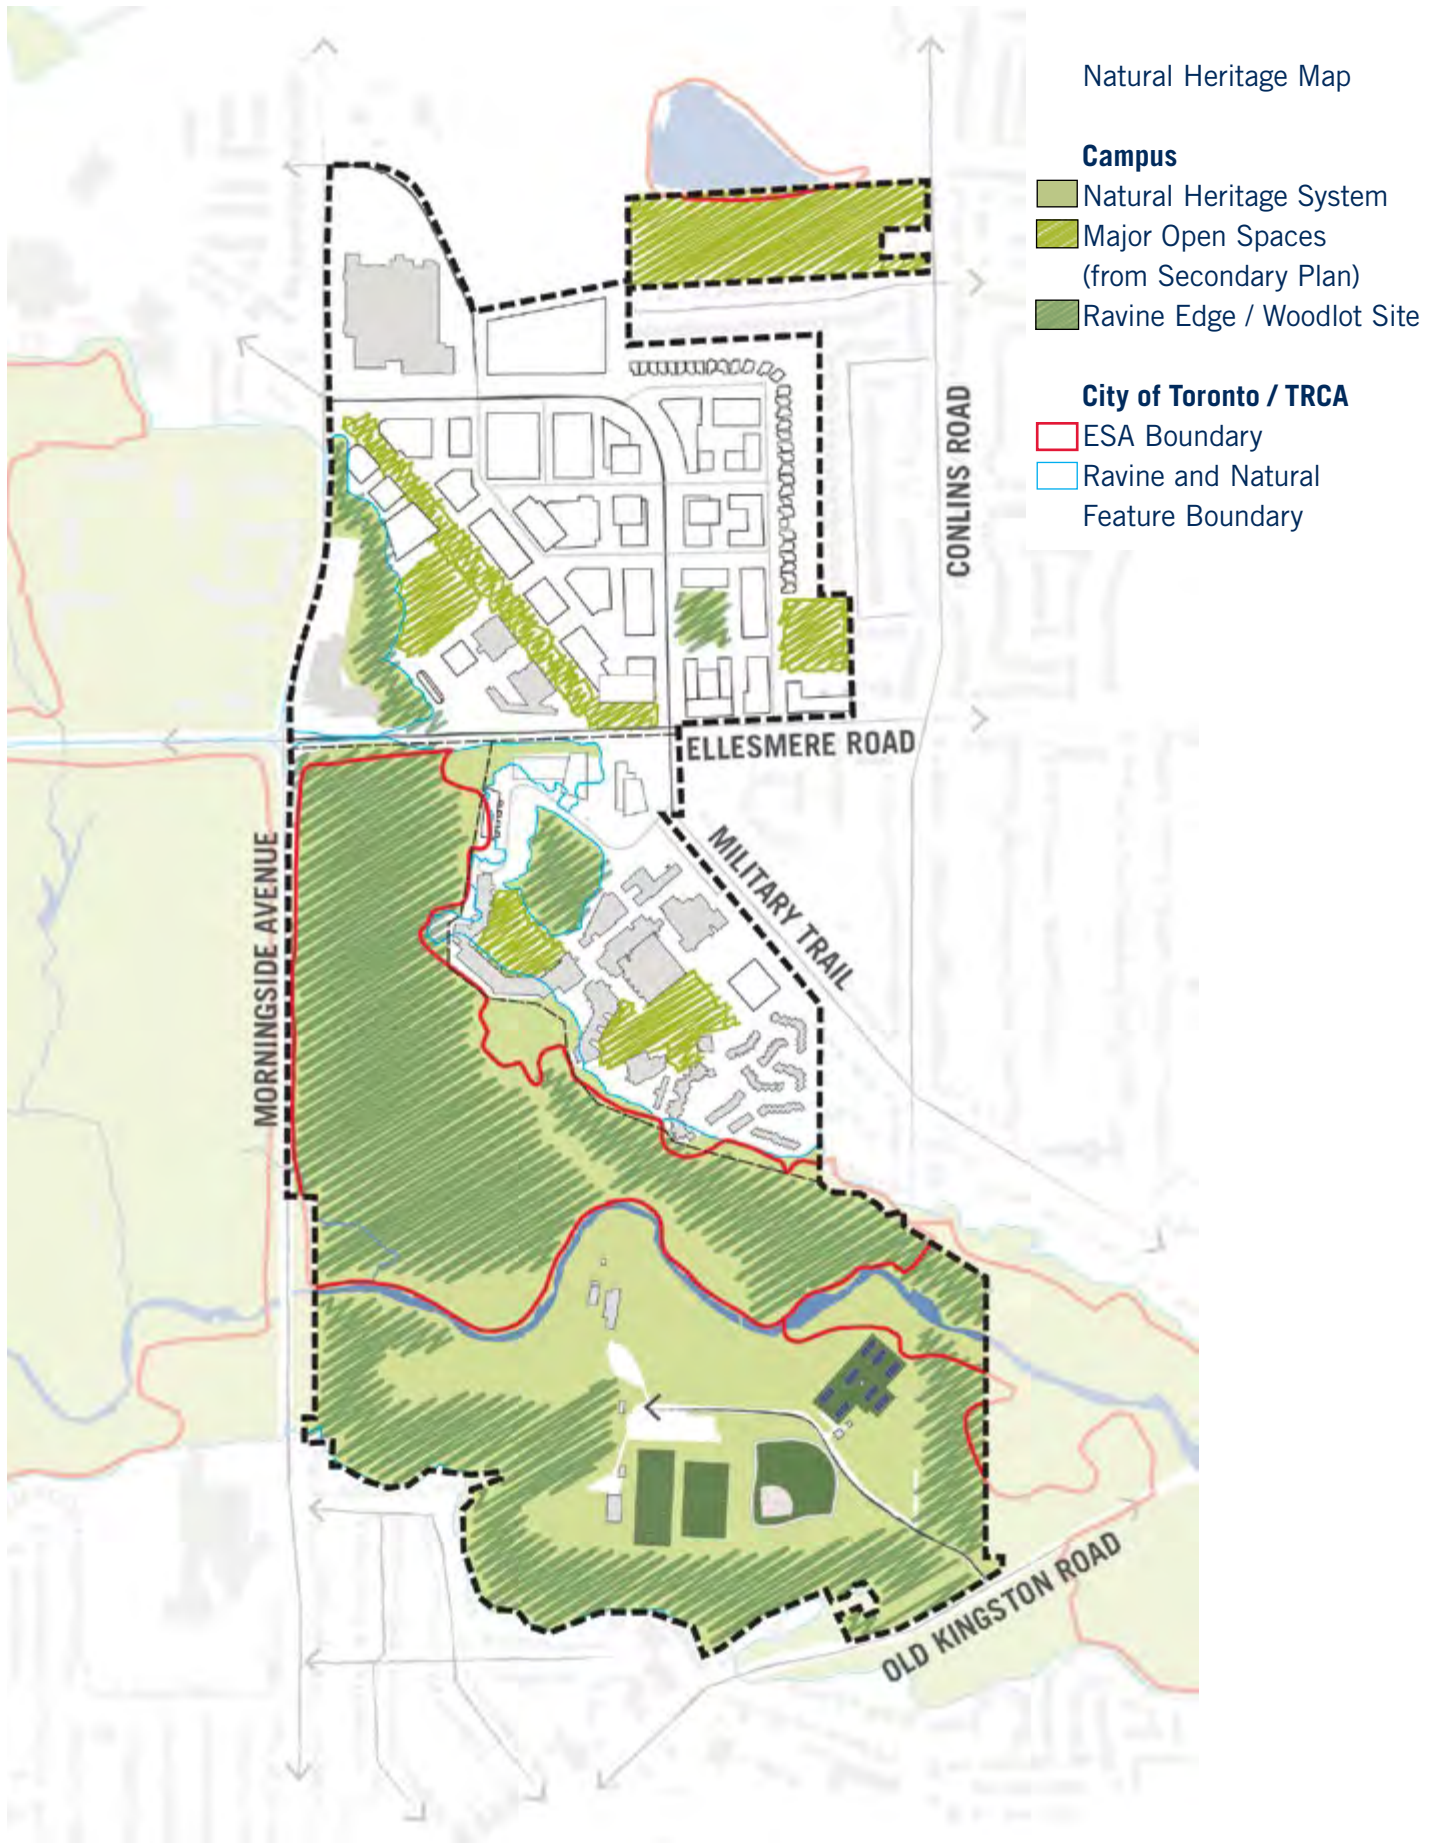 Natural Heritage Map
Campus
Natural Heritage System
Major Open Spaces
(from Secondary Plan)
Ravine Edge / Woodlot Site
City of Toronto / TRCA
ESA Boundary
Ravine and Natural
Feature Boundary
CONLINS ROAD
ELLESMERE ROAD
MILITARY TRAIL
MORNINGSIDE AVENUE
OLD KINGSTON ROAD